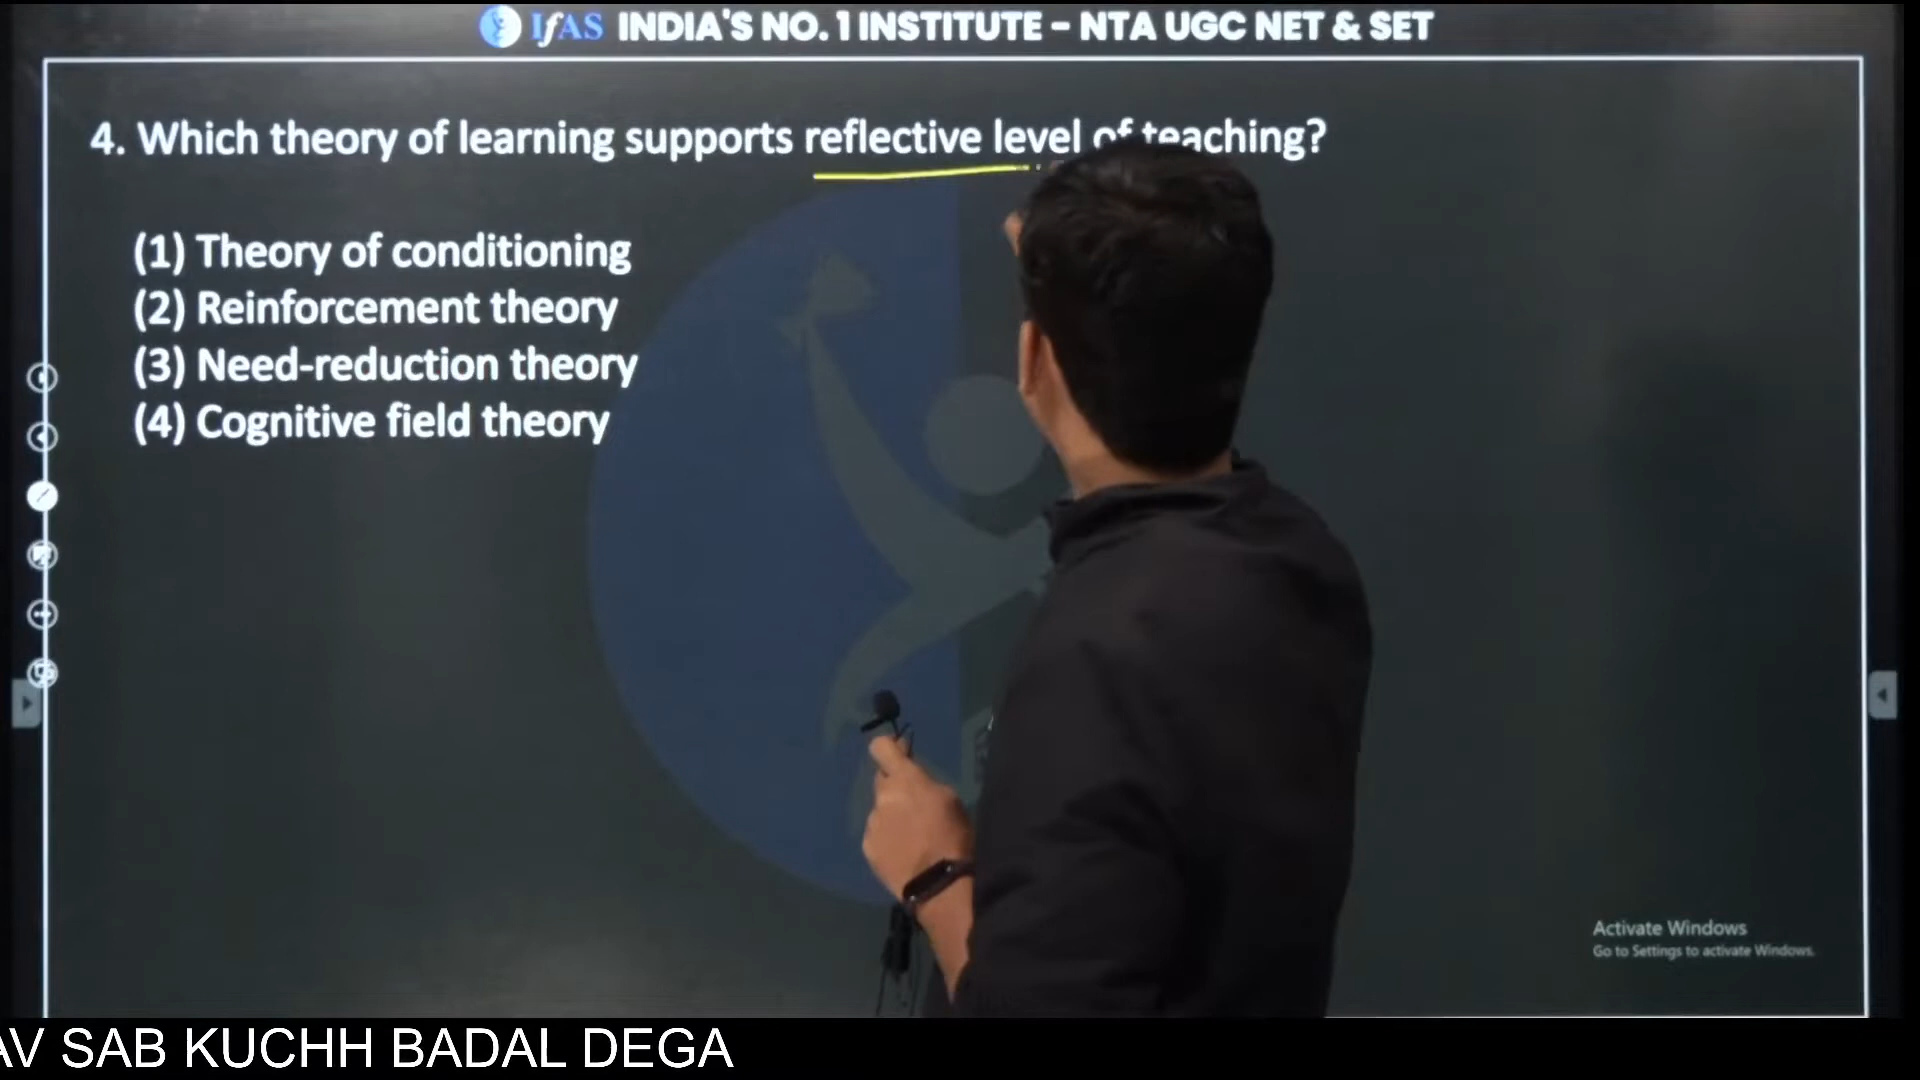 IfAS INDIA'S NO. 1 INSTITUTE - NTA UGC NET & SET
4. Which theory of learning supports reflective level of teaching?
(1) Theory of conditioning
(2) Reinforcement theory
(3) Need-reduction theory
(4) Cognitive field theory
Activate Windows
Go to Settings to activate Windows.
AV SAB KUCHH BADAL DEGA